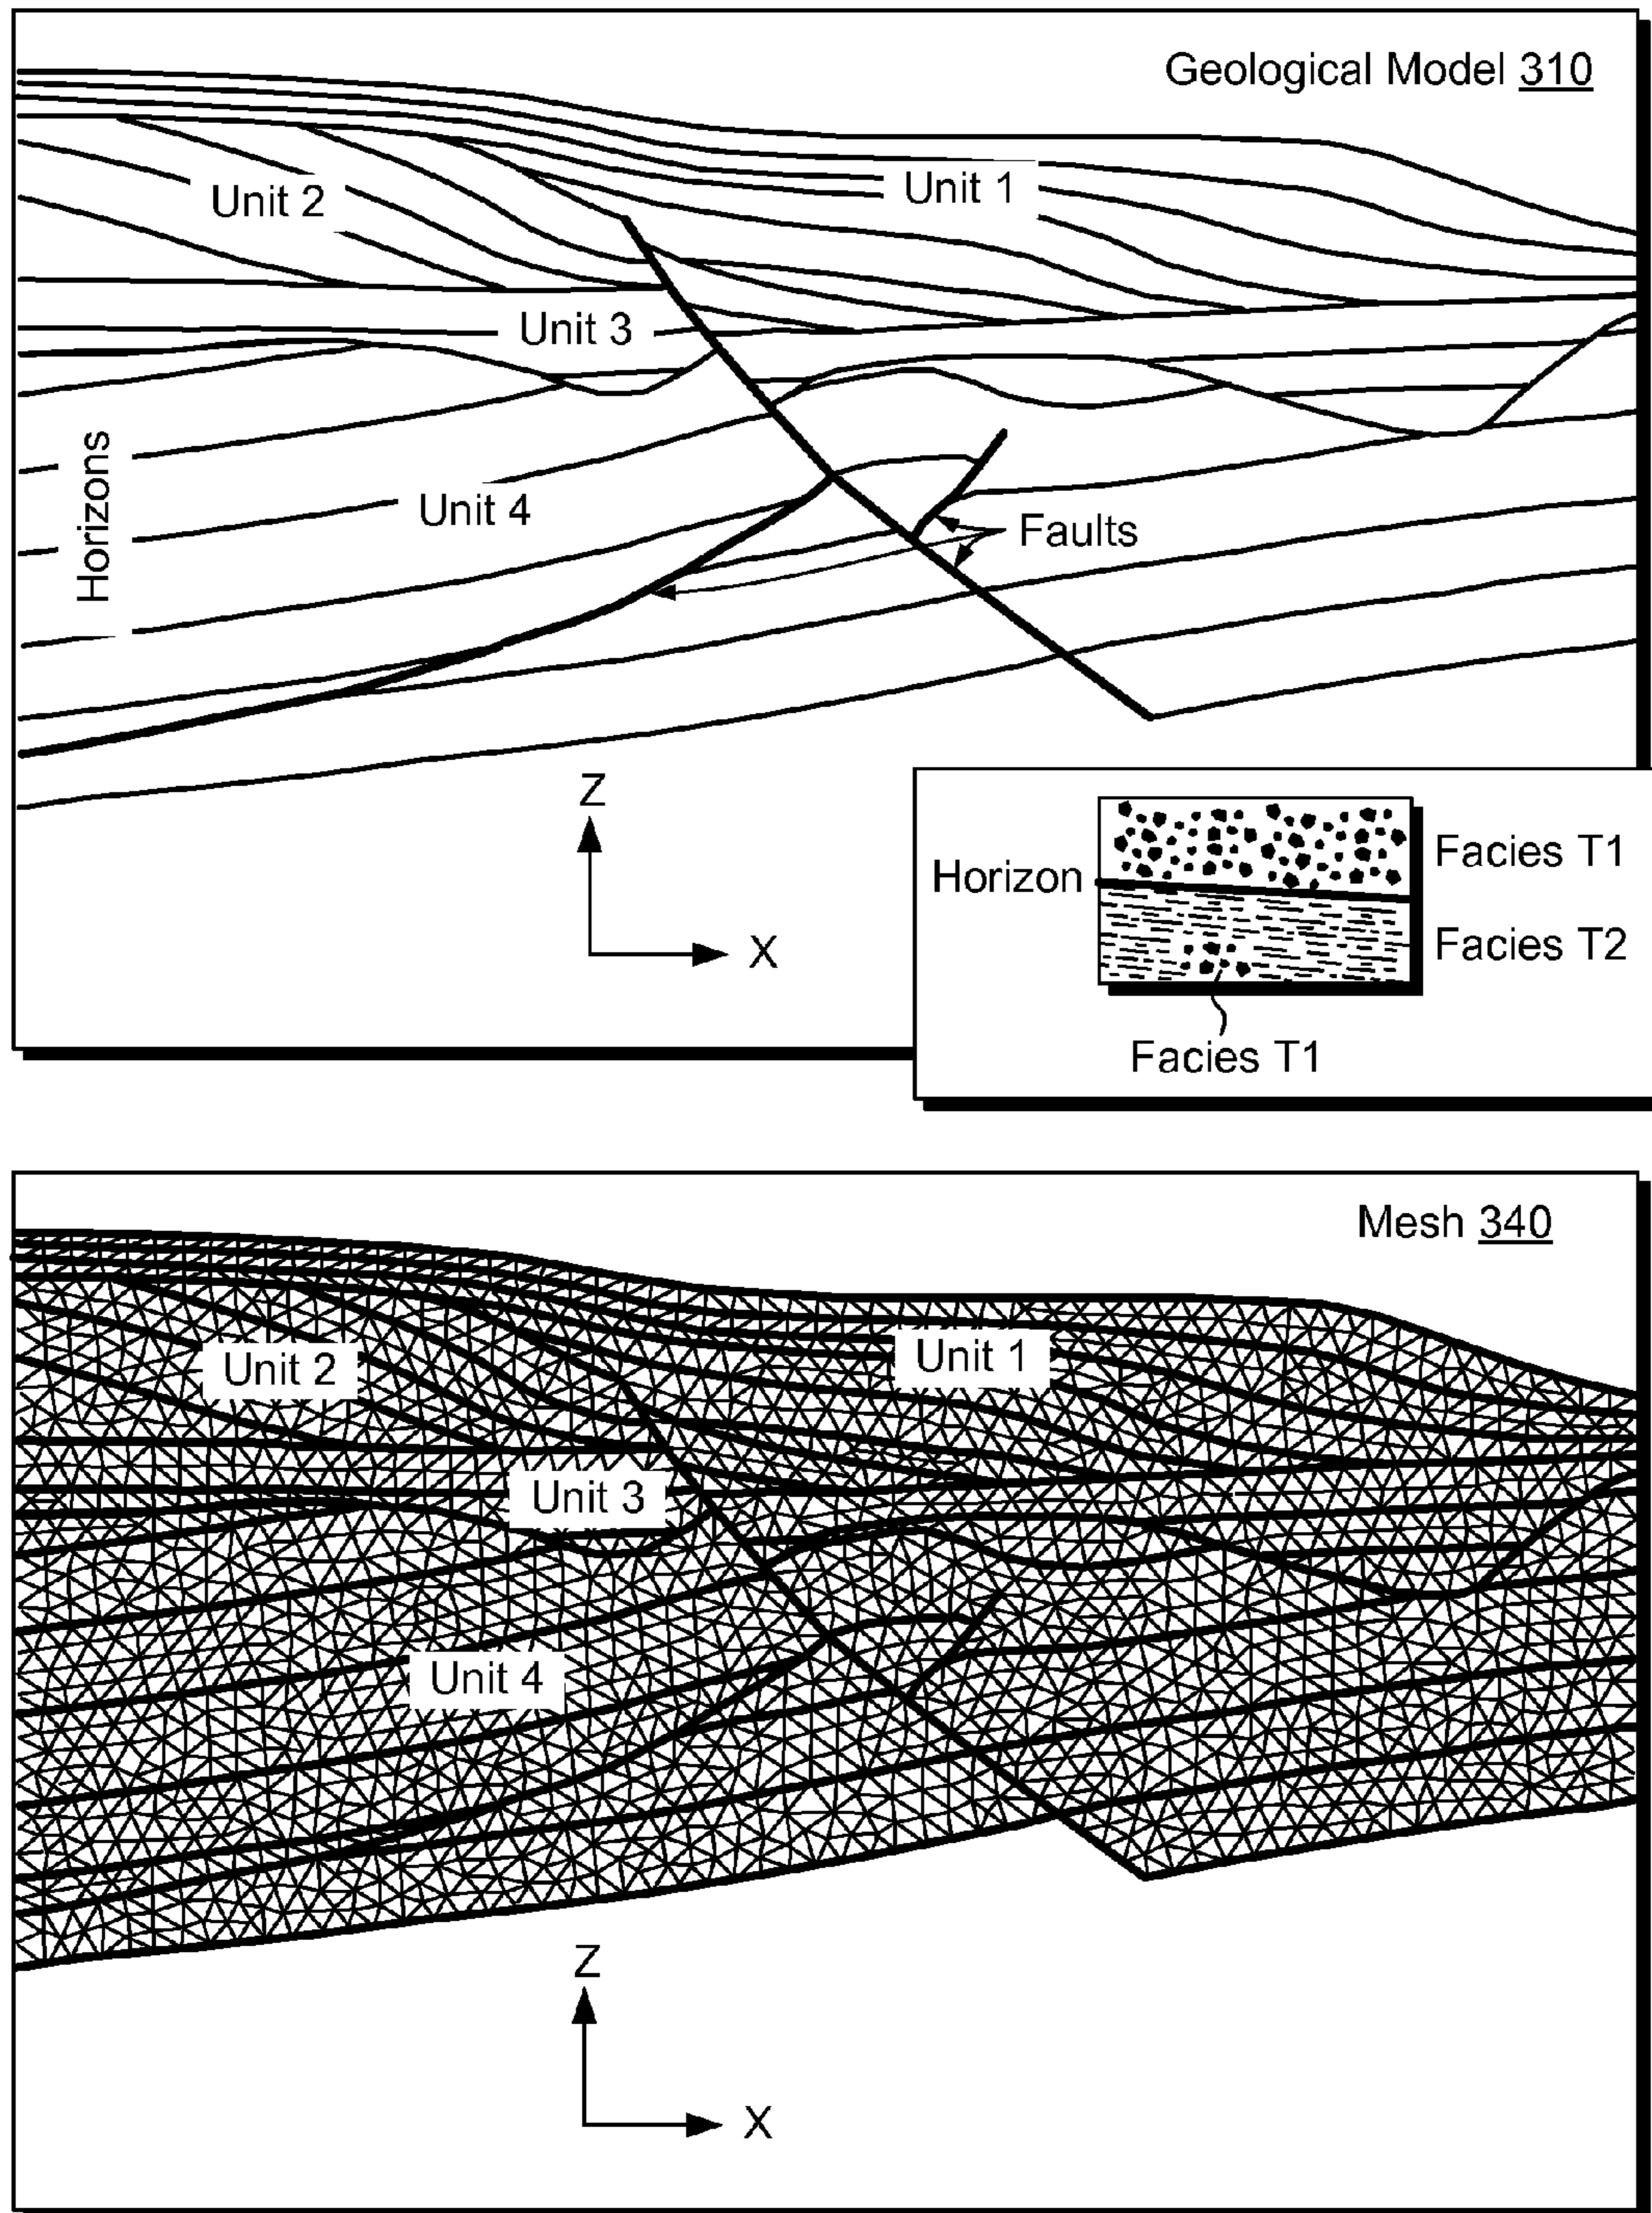 Geological Model 310
Unit 2
Unit 1
Unit 3
Horizons
Unit 4
Faults
Z
X
Horizon
Facies T1
Facies T2
Facies T1
Mesh 340
Unit 2
Unit 1
Unit 3
Unit 4
Z
X